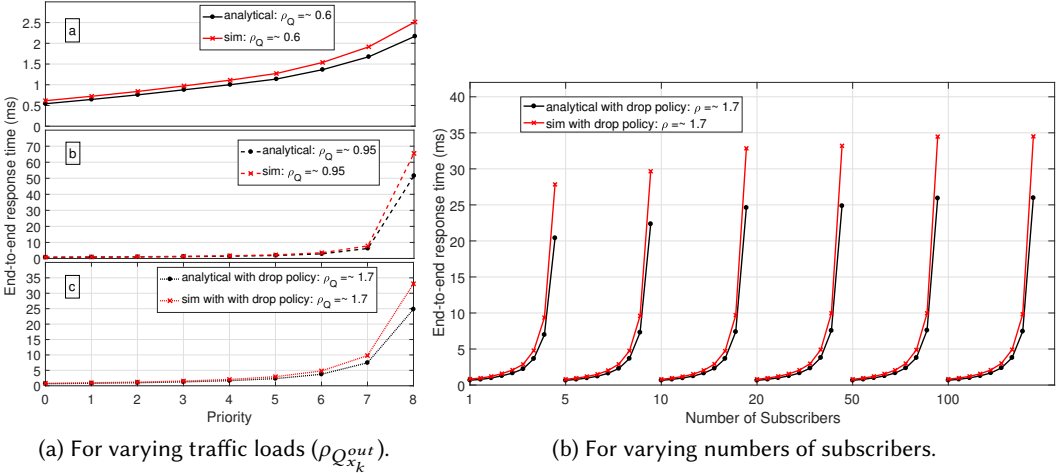 End-to-end response time (ms)
a
analytical: ρQ =~ 0.6
sim: ρQ =~ 0.6
2.5
2
1.5
1
0.5
0
b
analytical: ρQ =~ 0.95
sim: ρQ =~ 0.95
70
60
50
40
30
20
10
0
c
analytical with drop policy: ρQ =~ 1.7
sim with with drop policy: ρQ =~ 1.7
35
30
25
20
15
10
5
0
0 1 2 3 4 5 6 7 8
Priority
(a) For varying traffic loads (ρQ_{x_k}^{out}).
End-to-end response time (ms)
analytical with drop policy: ρ =~ 1.7
sim with drop policy: ρ =~ 1.7
40
35
30
25
20
15
10
5
0
1 5 10 20 50 100
Number of Subscribers
(b) For varying numbers of subscribers.